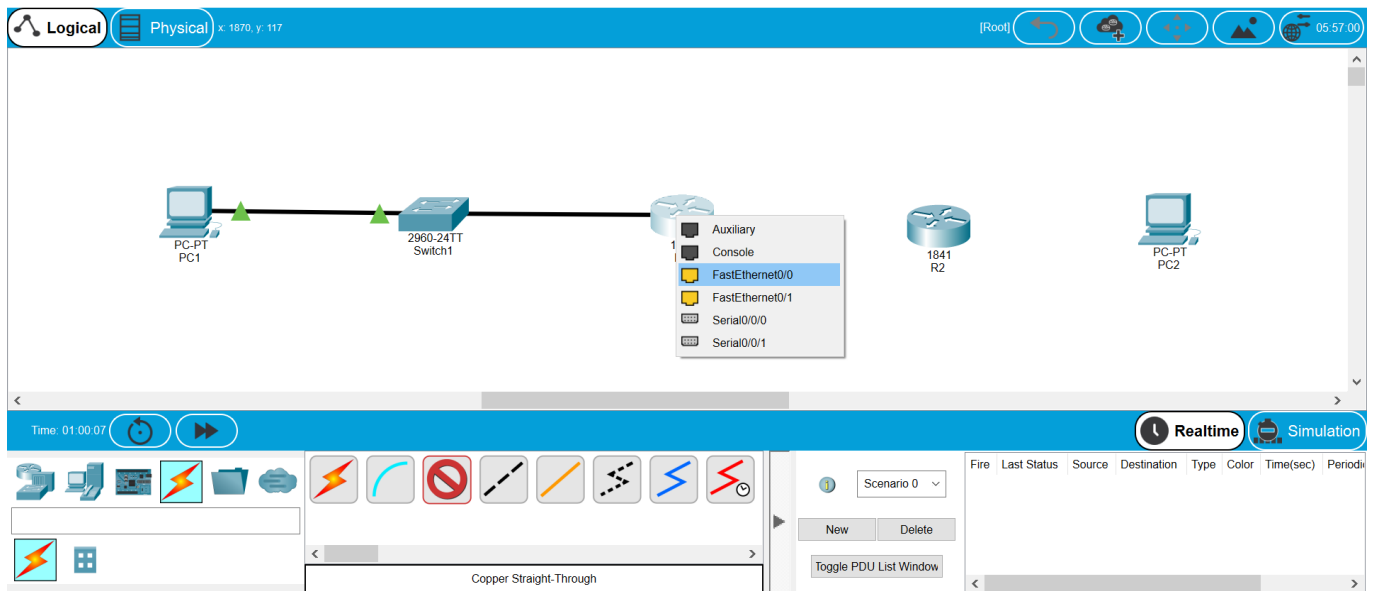 Logical
Physical
x: 1870, y: 117
[Root]
05:57:00
PC-PT
PC1
2960-24TT
Switch1
1
Auxiliary
Console
FastEthernet0/0
FastEthernet0/1
Serial0/0/0
Serial0/0/1
1841
R2
PC-PT
PC2
Time: 01:00:07
Realtime
Simulation
Scenario 0
New
Delete
Toggle PDU List Window
Fire Last Status Source Destination Type Color Time(sec) Periodi
Copper Straight-Through